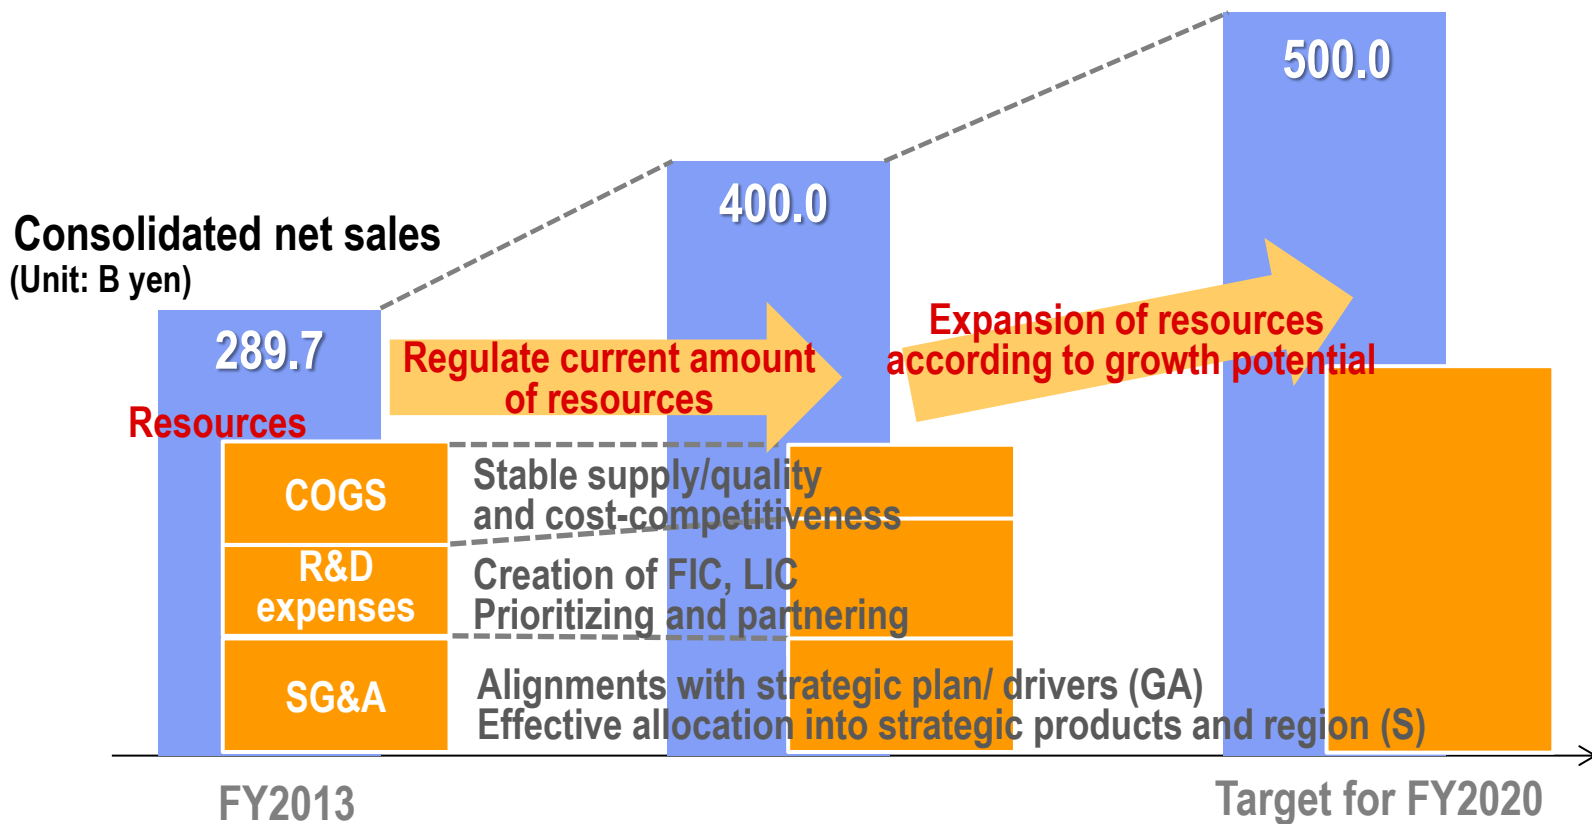 500.0
400.0
Consolidated net sales
(Unit: B yen)
289.7
Regulate current amount
of resources
Expansion of resources
according to growth potential
Resources
COGS
Stable supply/quality
and cost-competitiveness
R&D
expenses
Creation of FIC, LIC
Prioritizing and partnering
SG&A
Alignments with strategic plan/ drivers (GA)
Effective allocation into strategic products and region (S)
FY2013
Target for FY2020